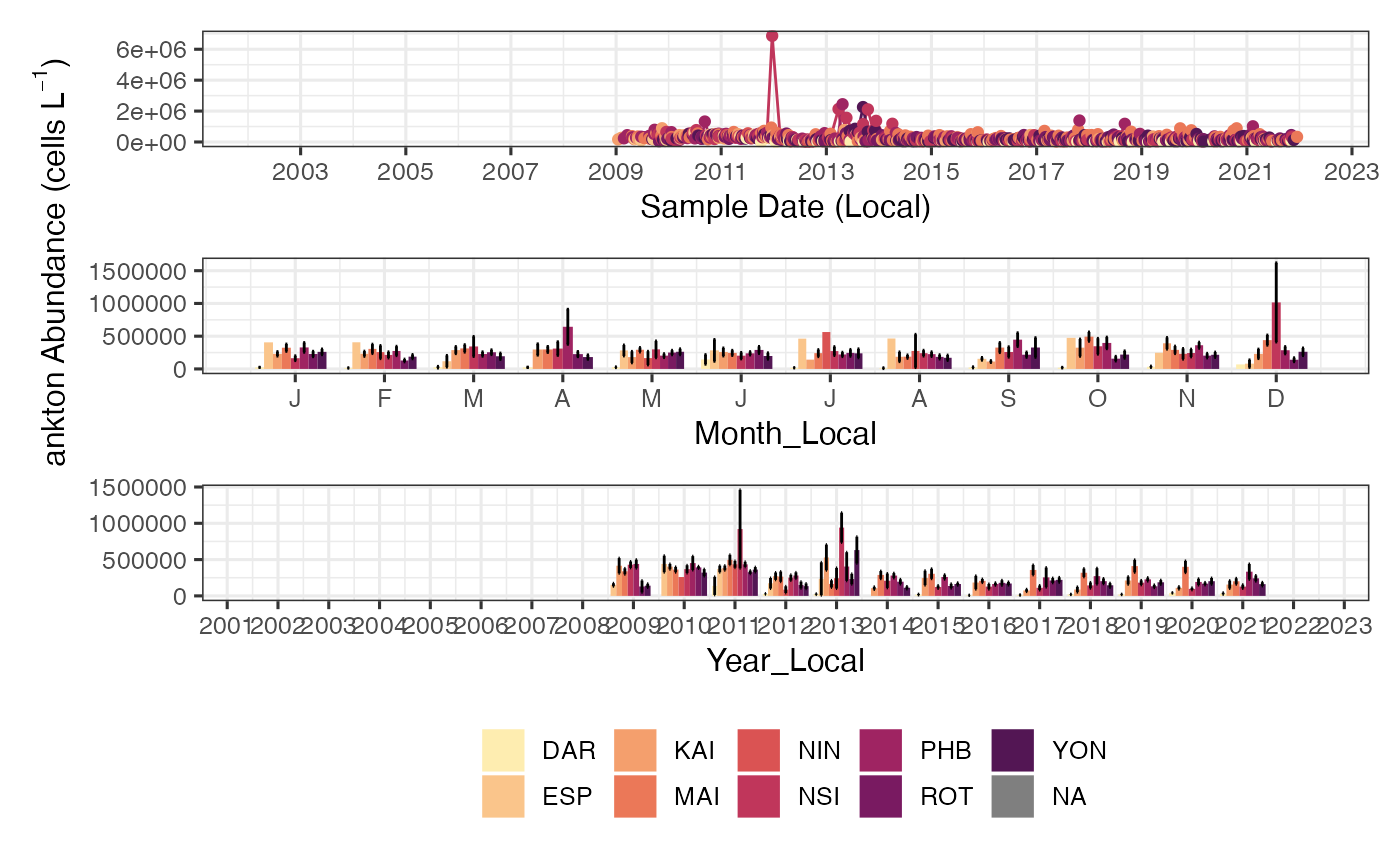 ankton Abundance (cells L⁻¹)
6e+06
4e+06
2e+06
0e+00
2003 2005 2007 2009 2011 2013 2015 2017 2019 2021 2023
Sample Date (Local)
1500000
1000000
500000
0
J F M A M J J A S O N D
Month_Local
1500000
1000000
500000
0
2001 2002 2003 2004 2005 2006 2007 2008 2009 2010 2011 2012 2013 2014 2015 2016 2017 2018 2019 2020 2021 2022 2023
Year_Local
DAR KAI NIN PHB YON
ESP MAI NSI ROT NA